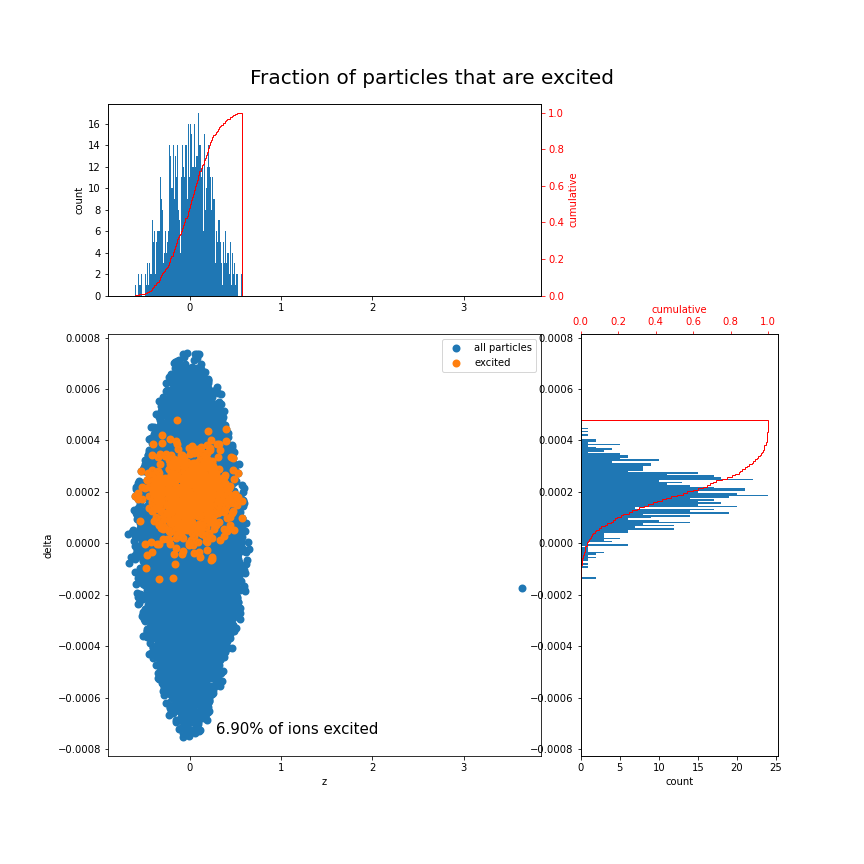 Fraction of particles that are excited
16
14
12
10
8
6
4
2
0
count
1.0
0.8
0.6
0.4
0.2
0.0
cumulative
0 1 2 3
cumulative
0.0 0.2 0.4 0.6 0.8 1.0
all particles
excited
0.0008
0.0006
0.0004
0.0002
0.0000
−0.0002
−0.0004
−0.0006
−0.0008
delta
6.90% of ions excited
0 1 2 3
z
0.0008
0.0006
0.0004
0.0002
0.0000
−0.0002
−0.0004
−0.0006
−0.0008
0 5 10 15 20 25
count